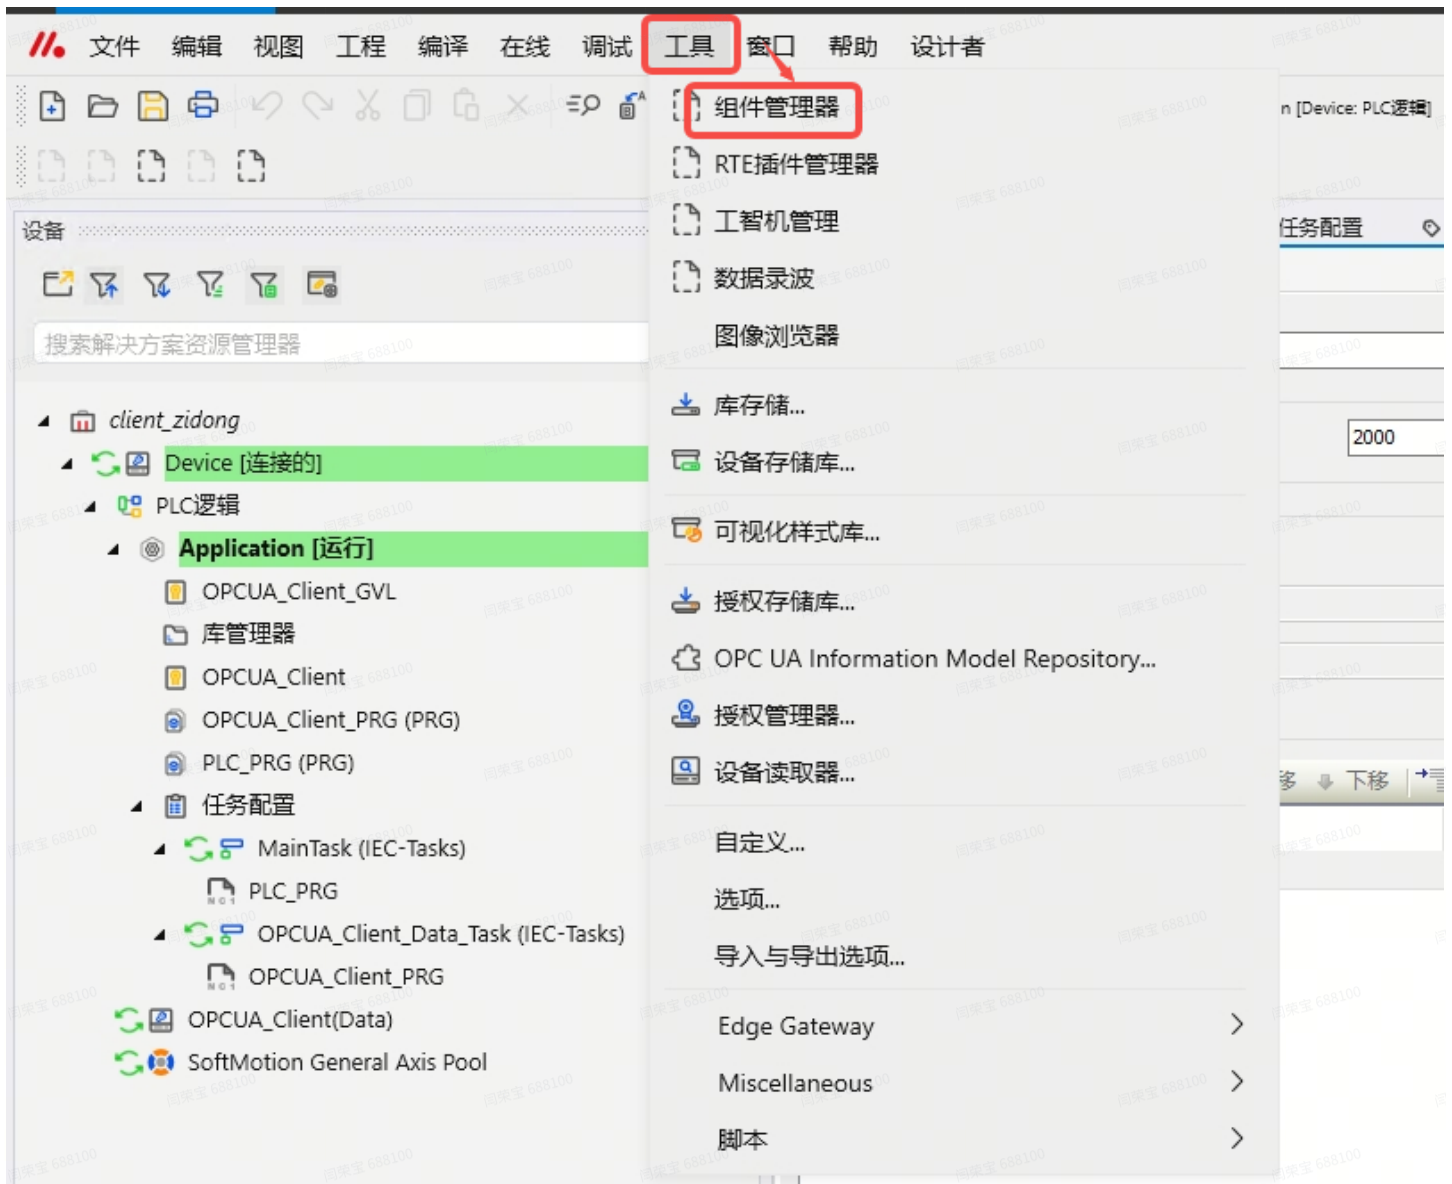 文件 编辑 视图 工程 编译 在线 调试 工具 窗口 帮助 设计者
组件管理器
n [Device: PLC逻辑]
RTE插件管理器
设备
工智机管理
任务配置
数据录波
搜索解决方案资源管理器
图像浏览器
client_zidong
库存储...
2000
Device [连接的]
设备存储库...
PLC逻辑
可视化样式库...
Application [运行]
OPCUA_Client_GVL
授权存储库...
库管理器
OPC UA Information Model Repository...
OPCUA_Client
OPCUA_Client_PRG (PRG)
授权管理器...
PLC_PRG (PRG)
设备读取器...
移 下移
任务配置
自定义...
MainTask (IEC-Tasks)
PLC_PRG
选项...
OPCUA_Client_Data_Task (IEC-Tasks)
导入与导出选项...
OPCUA_Client_PRG
OPCUA_Client(Data)
Edge Gateway
SoftMotion General Axis Pool
Miscellaneous
脚本